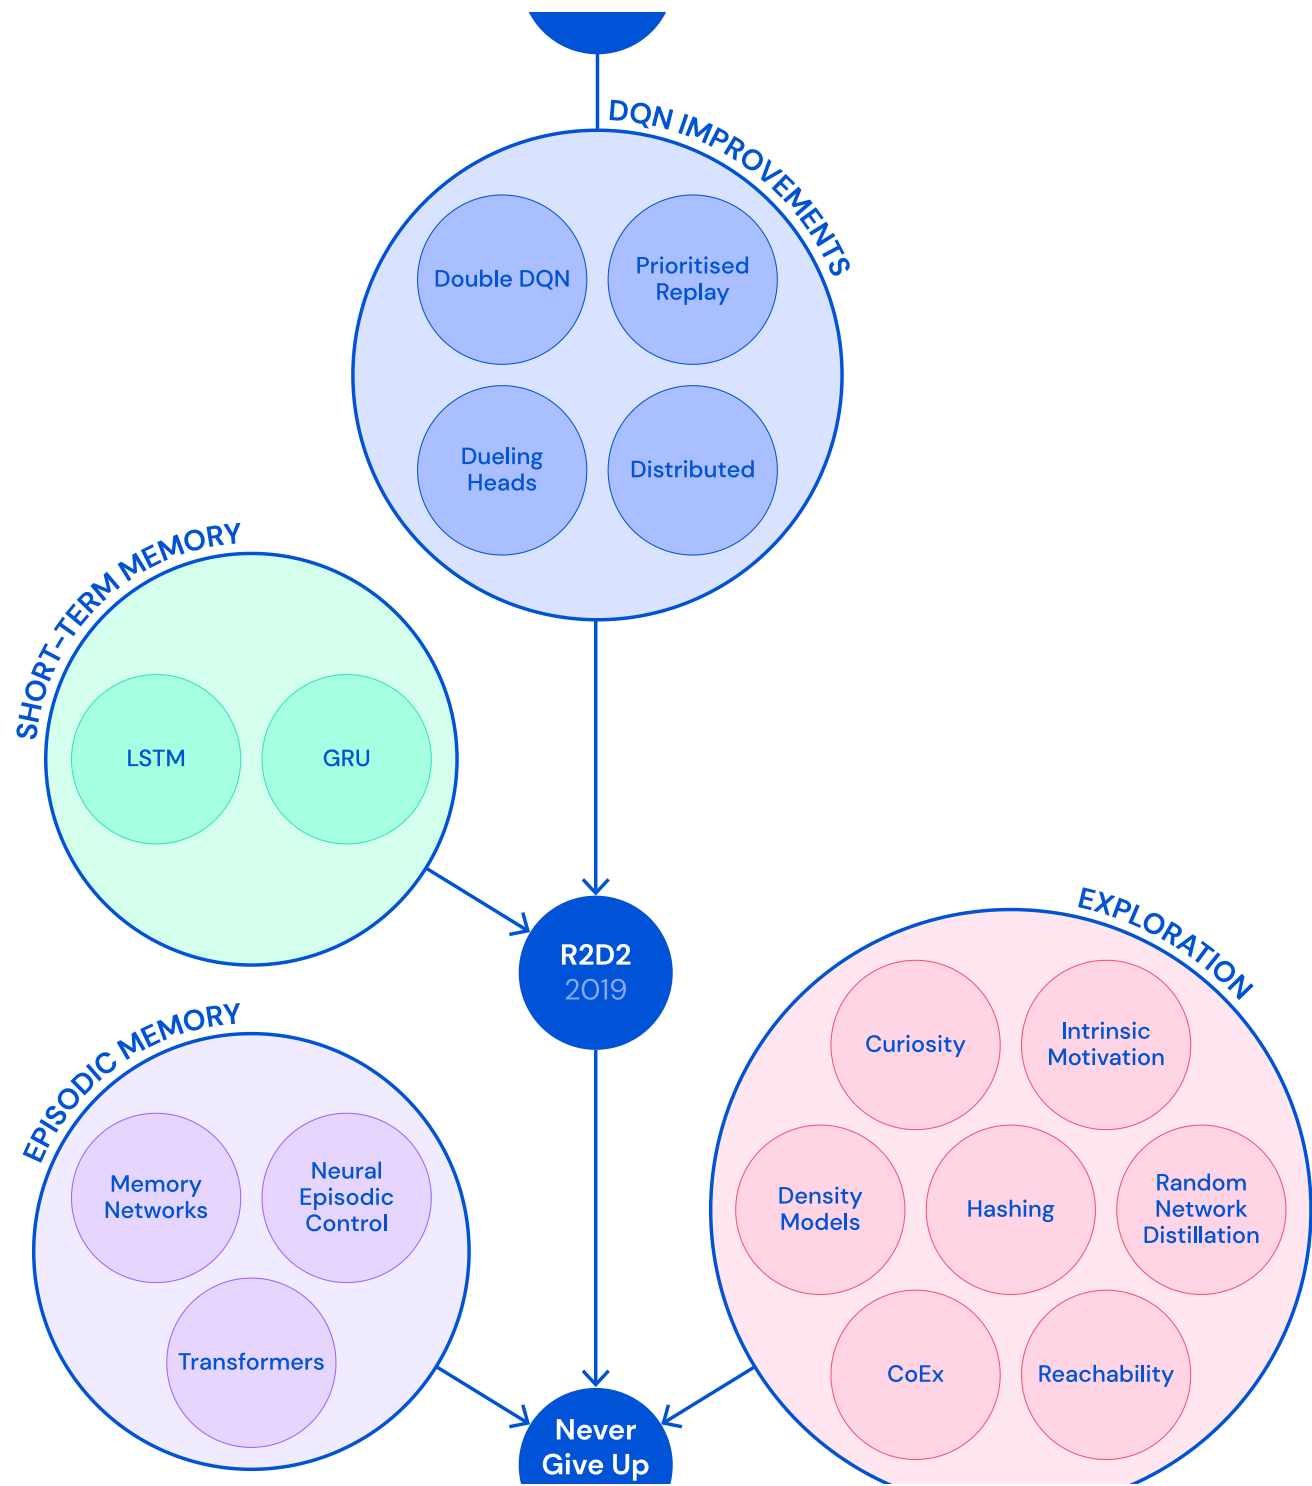 DQN IMPROVEMENTS
Double DQN
Prioritised
Replay
Dueling
Heads
Distributed
SHORT-TERM MEMORY
LSTM
GRU
R2D2
2019
EXPLORATION
Curiosity
Intrinsic
Motivation
Density
Models
Hashing
Random
Network
Distillation
CoEx
Reachability
EPISODIC MEMORY
Memory
Networks
Neural
Episodic
Control
Transformers
Never
Give Up